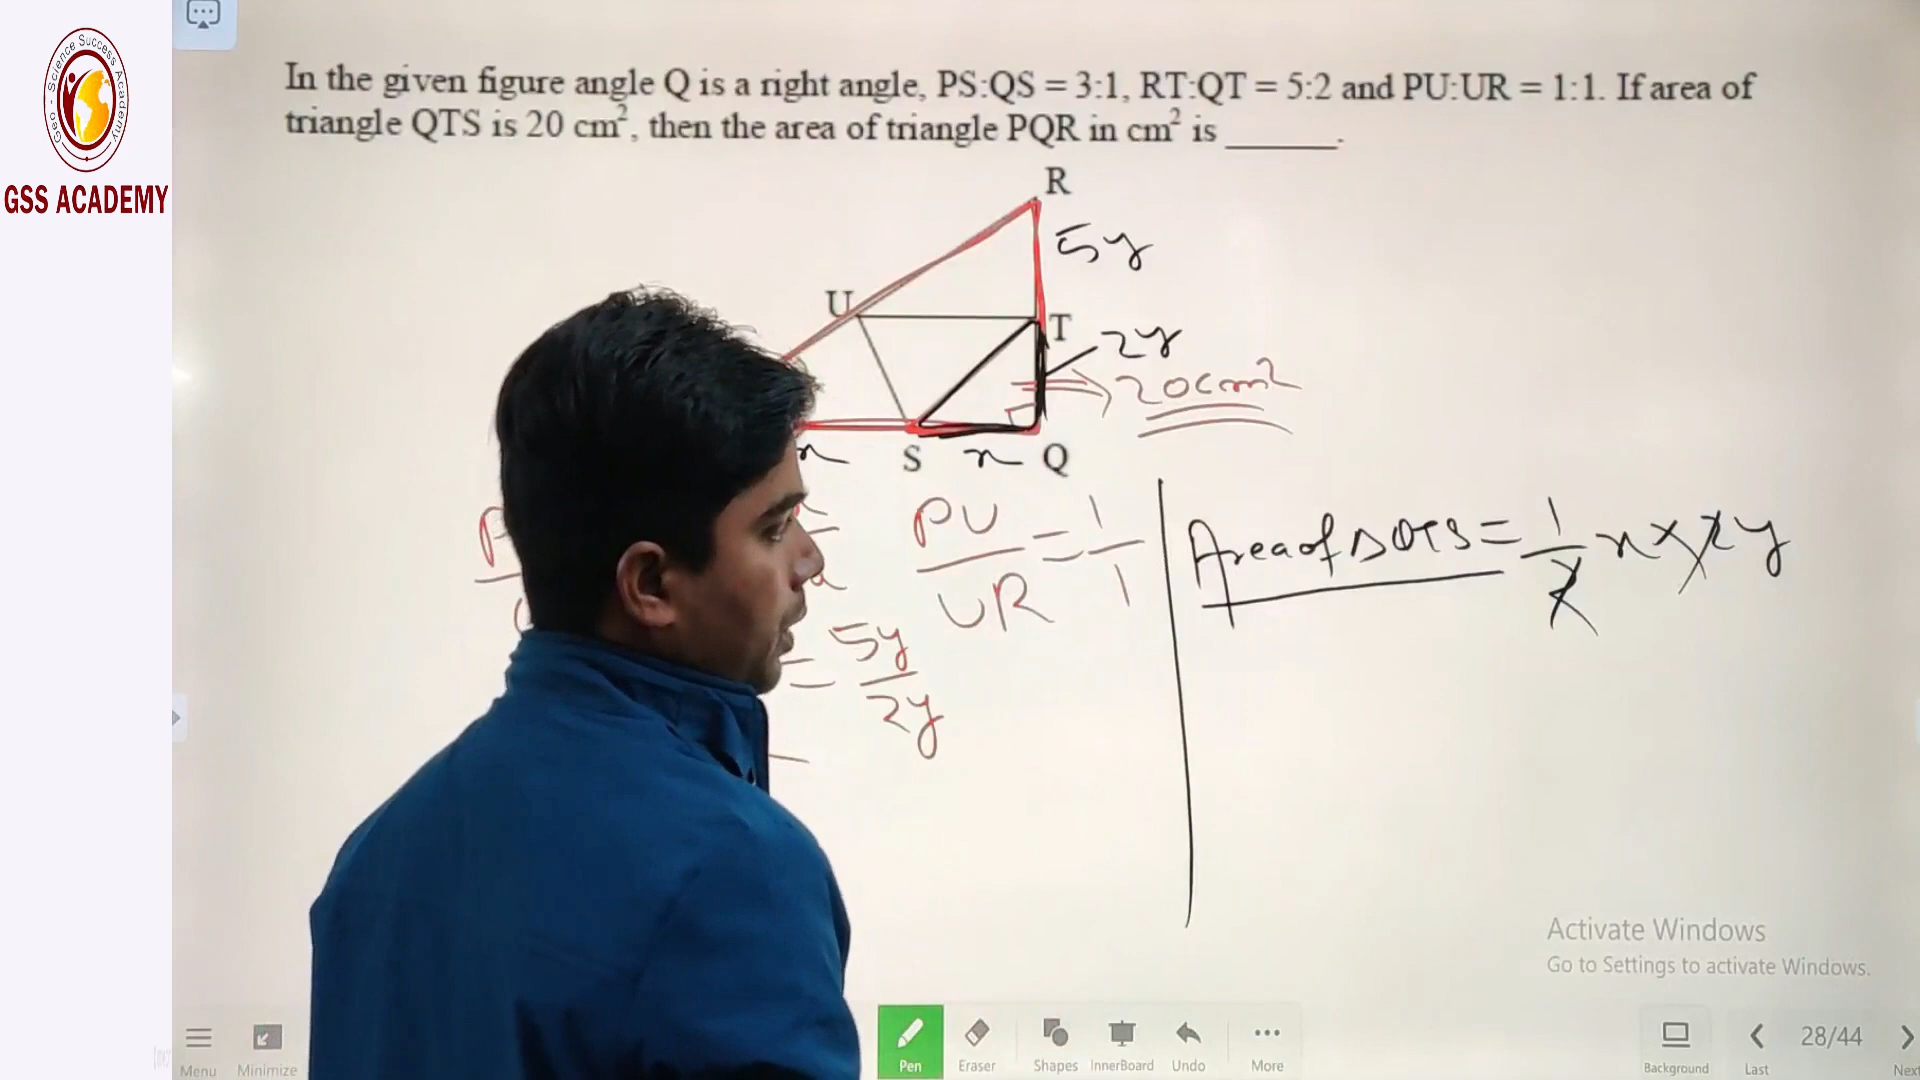 Geo - Science Success Academy
GSS ACADEMY
In the given figure angle Q is a right angle, PS:QS = 3:1, RT:QT = 5:2 and PU:UR = 1:1. If area of
triangle QTS is 20 cm², then the area of triangle PQR in cm² is ______.
R
5y
U
T
2y
20cm²
S
x
Q
PU/UR = 1/1
Area of △QTS = 1/2 x × 2y
= 5y/2y
Activate Windows
Go to Settings to activate Windows.
Menu
Minimize
Pen
Eraser
Shapes
InnerBoard
Undo
More
Background
Last
28/44
Next